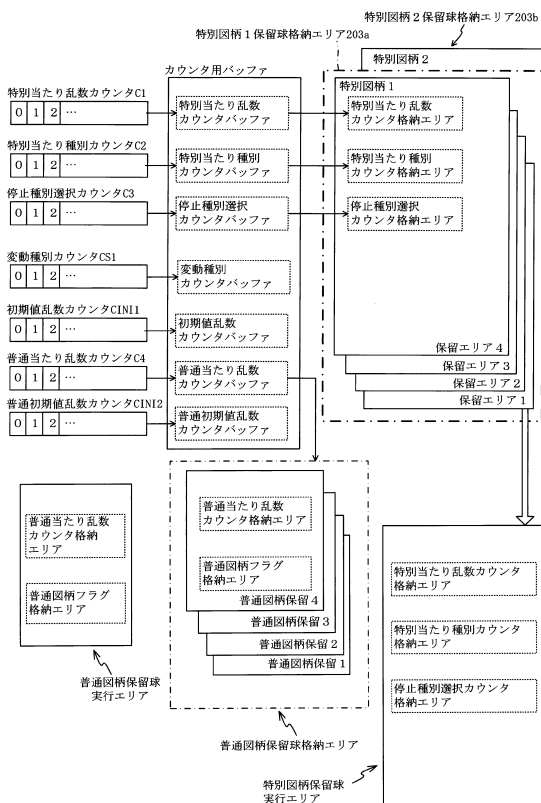 特別図柄2保留球格納エリア203b
特別図柄1保留球格納エリア203a
特別図柄2
カウンタ用バッファ
特別図柄1
特別当たり乱数カウンタC1
0 1 2 …
特別当たり乱数
カウンタバッファ
特別当たり乱数
カウンタ格納エリア
特別当たり種別カウンタC2
0 1 2 …
特別当たり種別
カウンタバッファ
特別当たり種別
カウンタ格納エリア
停止種別選択カウンタC3
0 1 2 …
停止種別選択
カウンタバッファ
停止種別選択
カウンタ格納エリア
変動種別カウンタCS1
0 1 2 …
変動種別
カウンタバッファ
初期値乱数カウンタCINI1
0 1 2 …
初期値乱数
カウンタバッファ
普通当たり乱数カウンタC4
0 1 2 …
普通当たり乱数
カウンタバッファ
普通初期値乱数カウンタCINI2
0 1 2 …
普通初期値乱数
カウンタバッファ
保留エリア4
保留エリア3
保留エリア2
保留エリア1
普通当たり乱数
カウンタ格納
エリア
普通図柄フラグ
格納エリア
普通図柄保留球
実行エリア
普通当たり乱数
カウンタ格納エリア
普通図柄フラグ
格納エリア
普通図柄保留4
普通図柄保留3
普通図柄保留2
普通図柄保留1
普通図柄保留球格納エリア
特別当たり乱数カウンタ
格納エリア
特別当たり種別カウンタ
格納エリア
停止種別選択カウンタ
格納エリア
特別図柄保留球
実行エリア